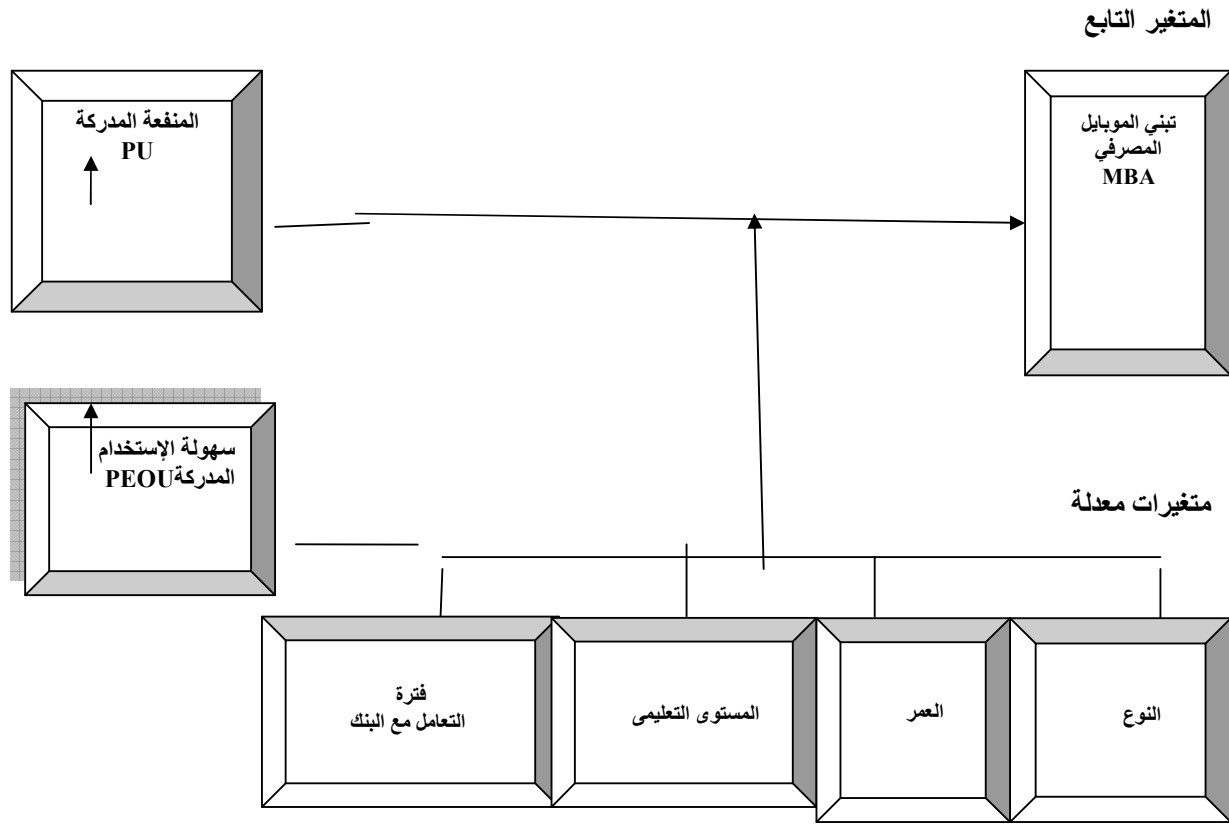 المتغير التابع
تبني الموبايل
المصرفي
MBA
المنفعة المدركة
PU
سهولة الإستخدام
المدركةPEOU
متغيرات معدلة
النوع
العمر
المستوى التعليمى
فترة
التعامل مع البنك